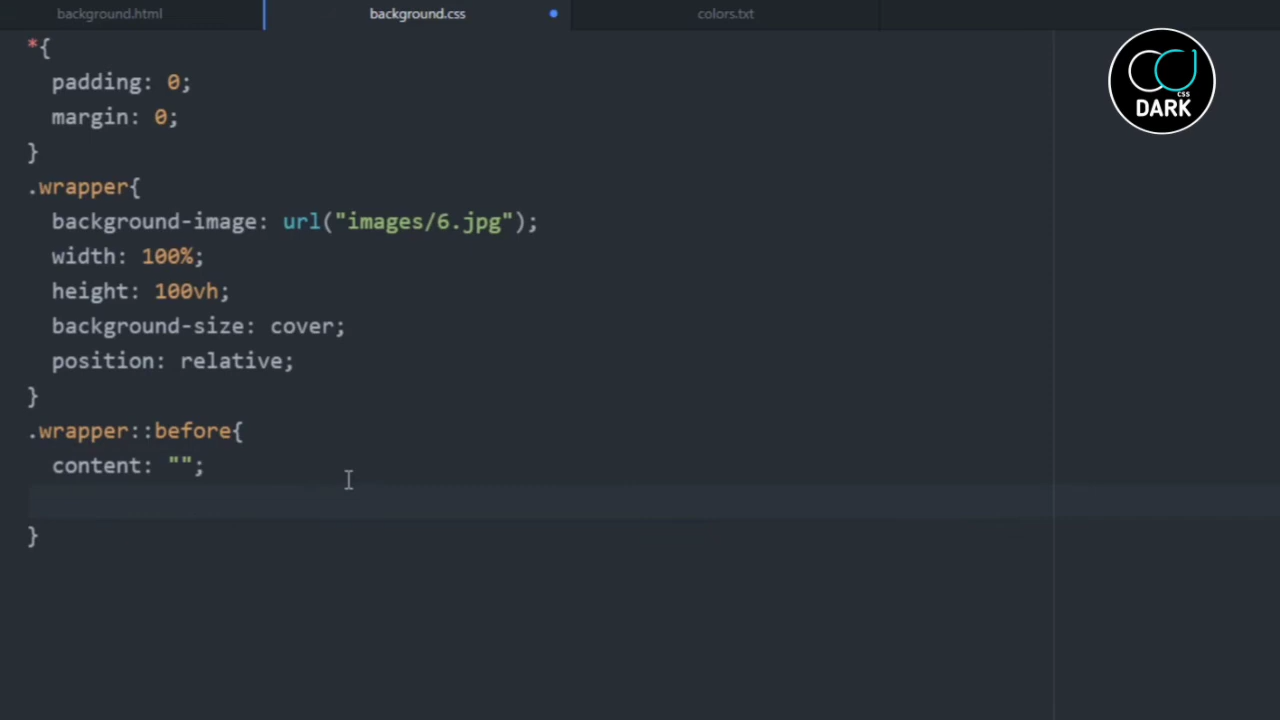 background.html
background.css
colors.txt
*{
padding: 0;
margin: 0;
}
.wrapper{
background-image: url("images/6.jpg");
width: 100%;
height: 100vh;
background-size: cover;
position: relative;
}
.wrapper::before{
content: "";
}
css
DARK